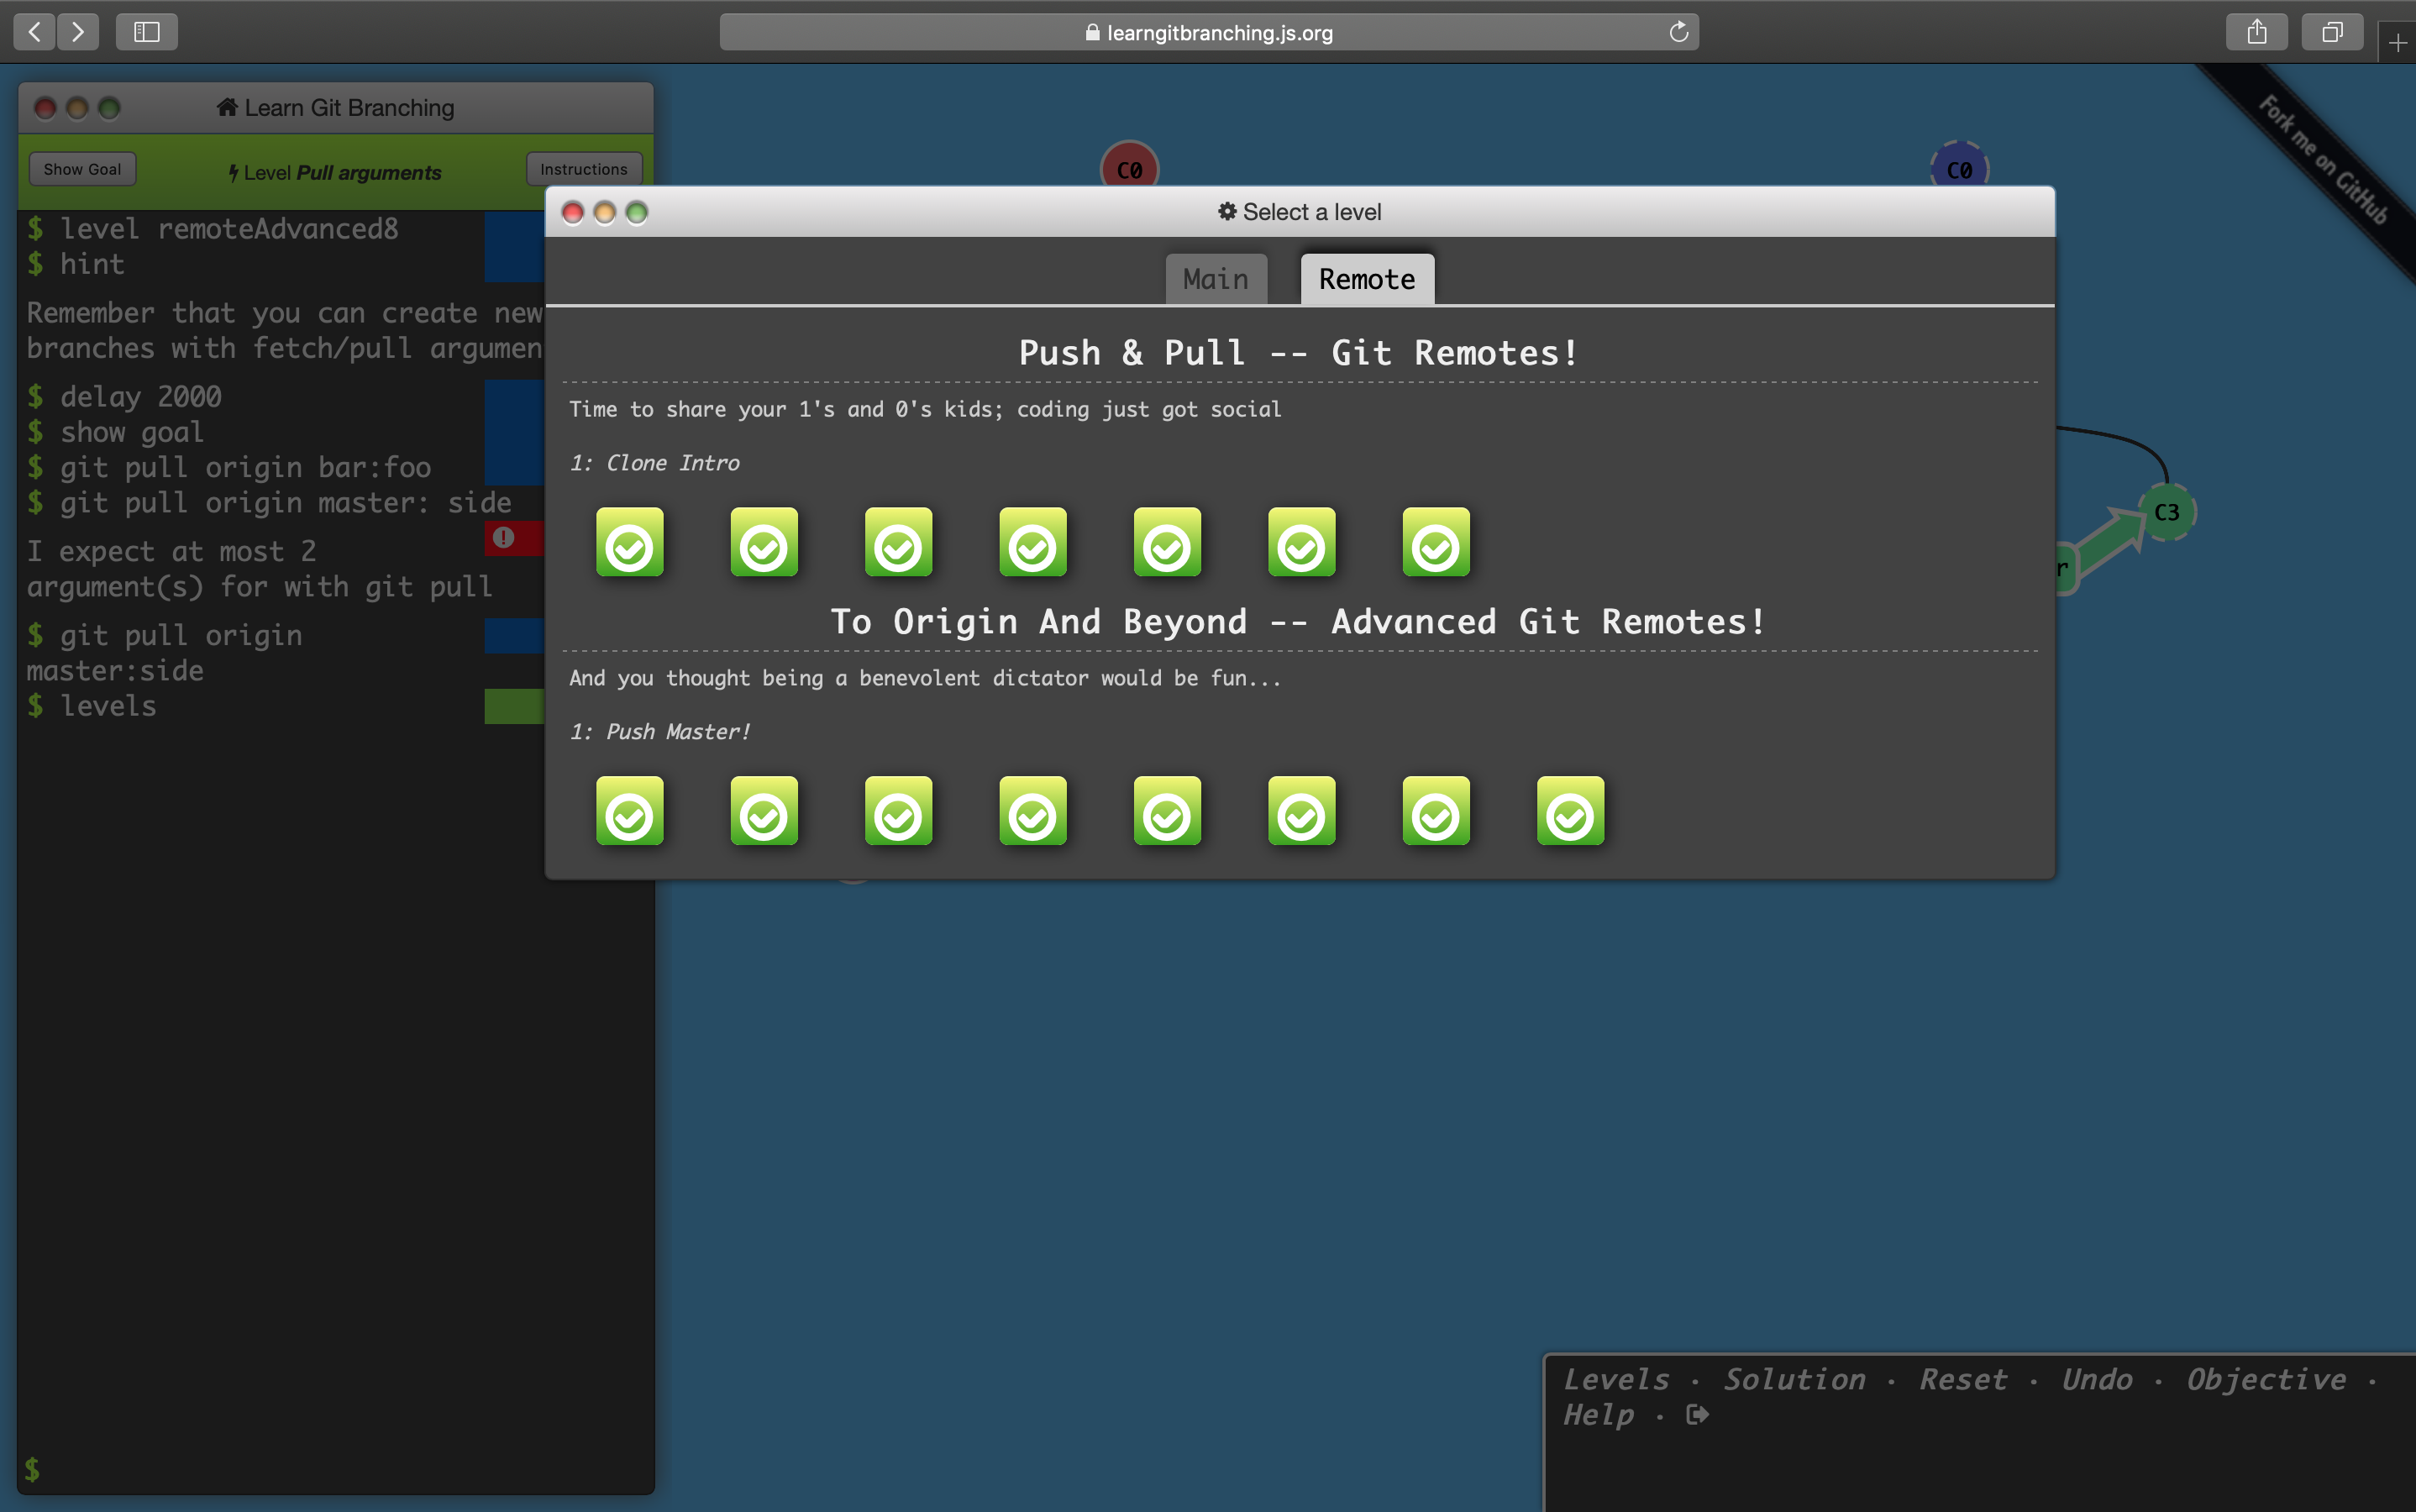 learngitbranching.js.org
Learn Git Branching
Show Goal
Level Pull arguments
Instructions
$ level remoteAdvanced8
$ hint
Remember that you can create new
branches with fetch/pull argumen
$ delay 2000
$ show goal
$ git pull origin bar:foo
$ git pull origin master: side
I expect at most 2
argument(s) for with git pull
$ git pull origin
master:side
$ levels
$
C0
C0
Fork me on GitHub
Select a level
Main
Remote
Push & Pull -- Git Remotes!
Time to share your 1's and 0's kids; coding just got social
1: Clone Intro
To Origin And Beyond -- Advanced Git Remotes!
And you thought being a benevolent dictator would be fun...
1: Push Master!
C3
r
Levels · Solution · Reset · Undo · Objective ·
Help ·